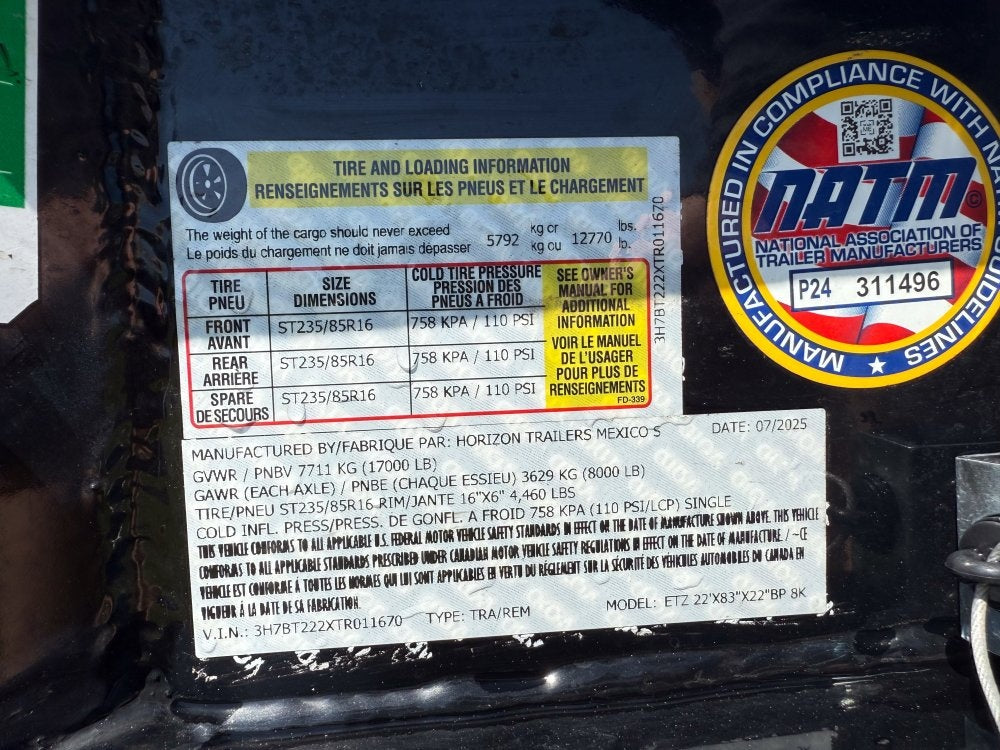 TIRE AND LOADING INFORMATION
RENSEIGNEMENTS SUR LES PNEUS ET LE CHARGEMENT
The weight of the cargo should never exceed 5792 kg or 12770 lbs.
Le poids du chargement ne doit jamais dépasser kg ou lb.
TIRE PNEU SIZE DIMENSIONS COLD TIRE PRESSURE PRESSION DES PNEUS A FROID
FRONT AVANT ST235/85R16 758 KPA / 110 PSI
REAR ARRIÈRE ST235/85R16 758 KPA / 110 PSI
SPARE DE SECOURS ST235/85R16 758 KPA / 110 PSI
SEE OWNER'S
MANUAL FOR
ADDITIONAL
INFORMATION
VOIR LE MANUEL
DE L'USAGER
POUR PLUS DE
RENSEIGNEMENTS
FD-339
3H7BT222XTR011670
MANUFACTURED BY/FABRIQUE PAR: HORIZON TRAILERS MEXICO S DATE: 07/2025
GVWR / PNBV 7711 KG (17000 LB)
GAWR (EACH AXLE) / PNBE (CHAQUE ESSIEU) 3629 KG (8000 LB)
TIRE/PNEU ST235/85R16 RIM/JANTE 16"X6" 4,460 LBS
COLD INFL. PRESS/PRESS. DE GONFL. A FROID 758 KPA (110 PSI/LCP) SINGLE
THIS VEHICLE CONFORMS TO ALL APPLICABLE U.S. FEDERAL MOTOR VEHICLE SAFETY STANDARDS IN EFFECT OR THE DATE OF MANUFACTURE SHOWN ABOVE. THIS VEHICLE
CONFORMS TO ALL APPLICABLE STANDARDS PRESCRIBED UNDER CANADIAN MOTOR VEHICLE SAFETY REGULATIONS IN EFFECT ON THE DATE OF MANUFACTURE. / ~CE
VEHICLE EST CONFORME À TOUTES LES NORMES QUI LUI SONT APPLICABLES EN VERTU DU RÉGLEMENT SUR LA SÉCURITÉ DES VÉHICULES AUTOMOBILES DU CANADA EN
VIGUEUR À LA DATE DE SA FABRICATION.
V.I.N.: 3H7BT222XTR011670 TYPE: TRA/REM MODEL: ETZ 22'X83"X22"BP 8K
MANUFACTURED IN COMPLIANCE WITH GUIDELINES
NATM ©
NATIONAL ASSOCIATION OF
TRAILER MANUFACTURERS
P24 311496